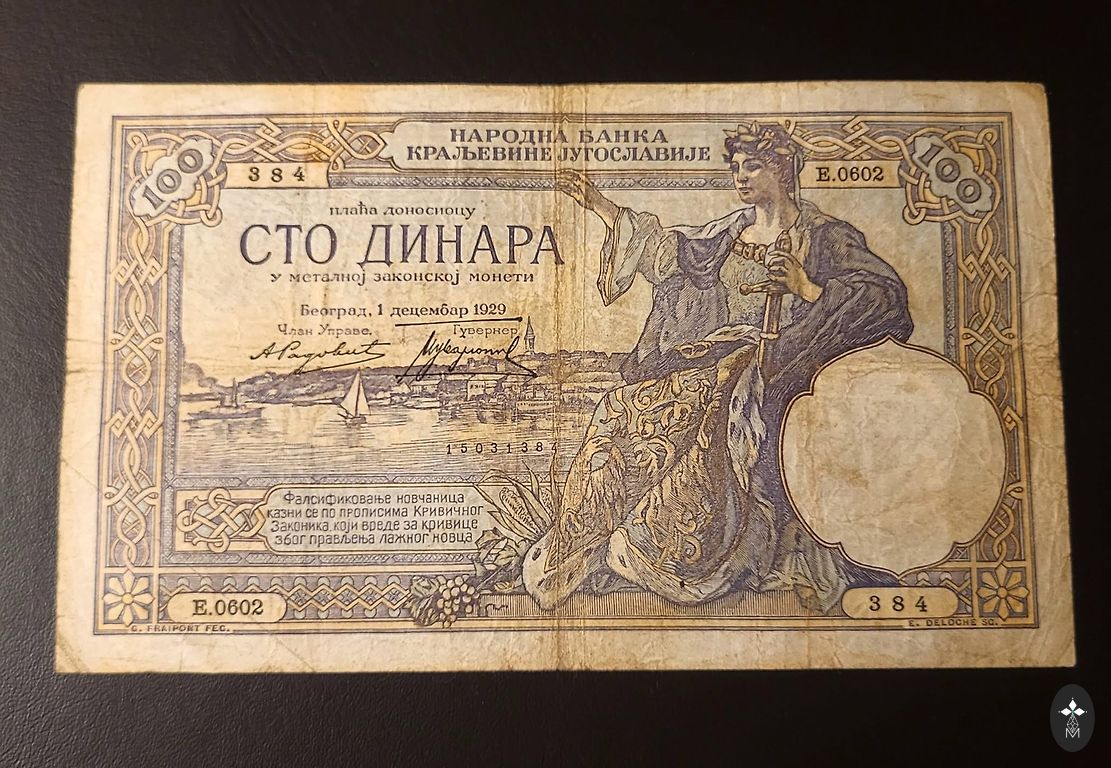 НАРОДНА БАНКА
КРАЉЕВИНЕ ЈУГОСЛАВИЈЕ
100
100
384
E.0602
плаћа доносиоцу
СТО ДИНАРА
у металној законској монети
Београд, 1 децембар 1929
Члан Управе,
Гувернер,
15031384
Фалсификовање новчаница
казни се по прописима Кривичног
Законика, који вреде за кривице
због прављења лажног новца
E.0602
384
C. FRAIPONT FEC.
E. DELOCHE SC.
M